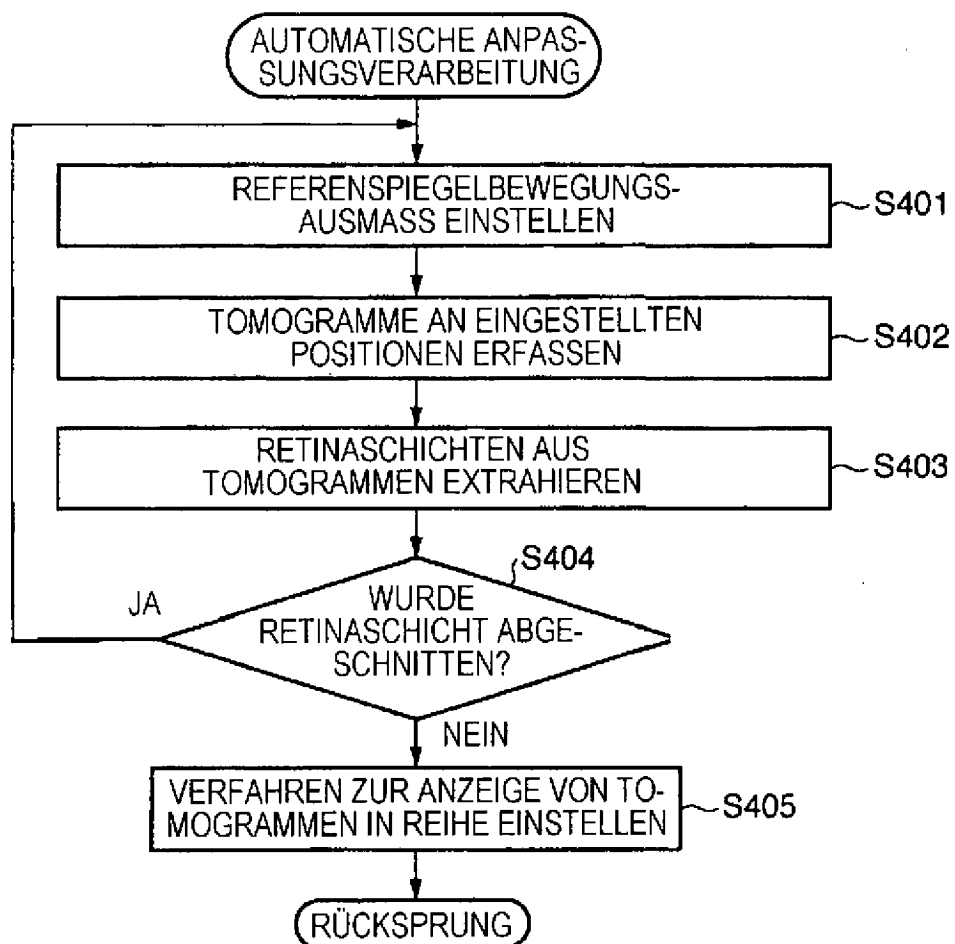 AUTOMATISCHE ANPAS-
SUNGSVERARBEITUNG
REFERENSPIEGELBEWEGUNGS-
AUSMASS EINSTELLEN
S401
TOMOGRAMME AN EINGESTELLTEN
POSITIONEN ERFASSEN
S402
RETINASCHICHTEN AUS
TOMOGRAMMEN EXTRAHIEREN
S403
S404
JA
WURDE
RETINASCHICHT ABGE-
SCHNITTEN?
NEIN
VERFAHREN ZUR ANZEIGE VON TO-
MOGRAMMEN IN REIHE EINSTELLEN
S405
RÜCKSPRUNG